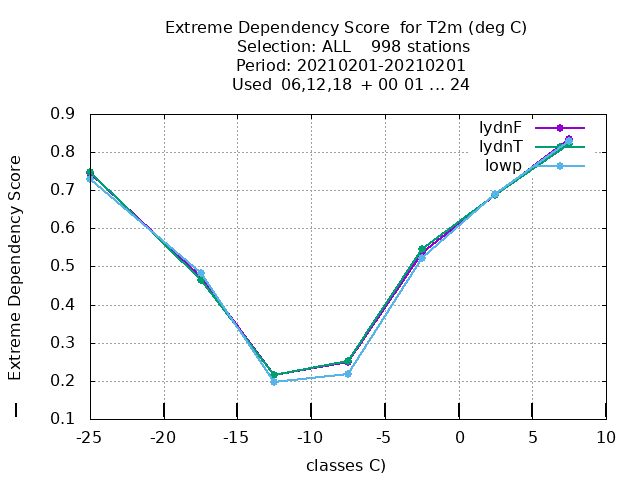 Extreme Dependency Score  for T2m (deg C)
Selection: ALL    998 stations
Period: 20210201-20210201
Used  06,12,18  + 00 01 ... 24
Extreme Dependency Score
lydnF
lydnT
lowp
0.9
0.8
0.7
0.6
0.5
0.4
0.3
0.2
0.1
-25 -20 -15 -10 -5 0 5 10
classes C)